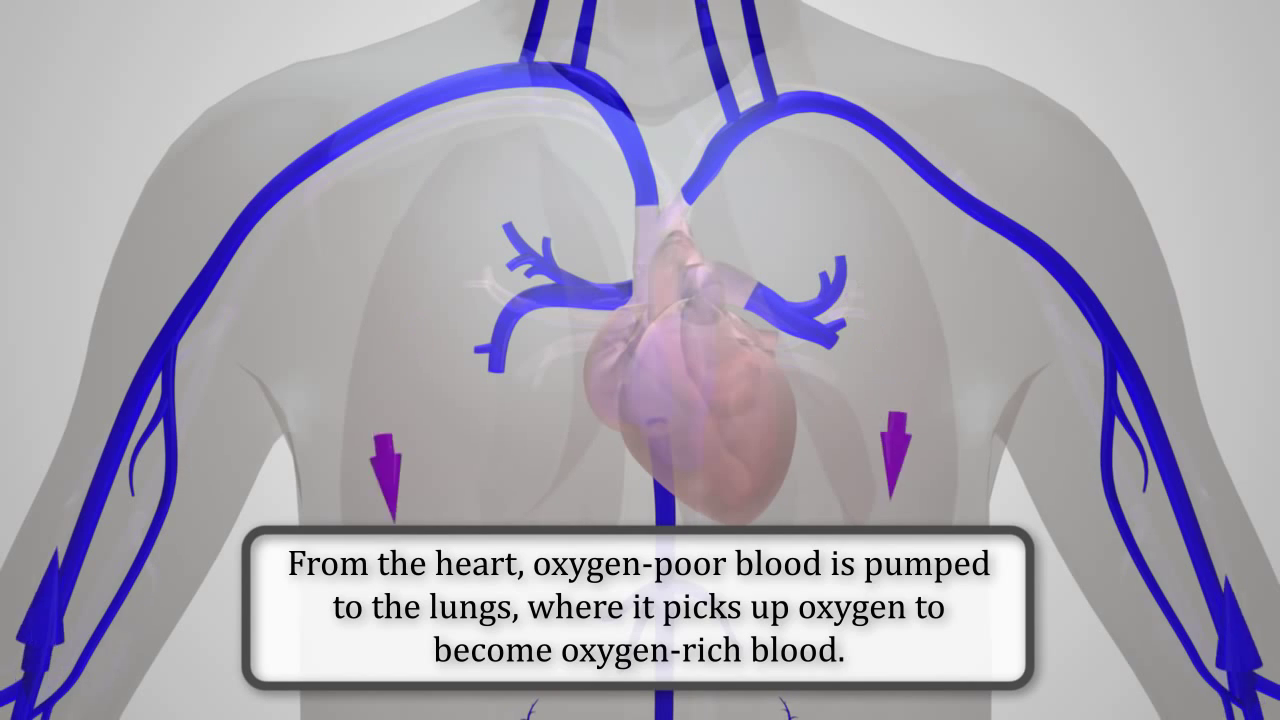 From the heart, oxygen-poor blood is pumped
to the lungs, where it picks up oxygen to
become oxygen-rich blood.